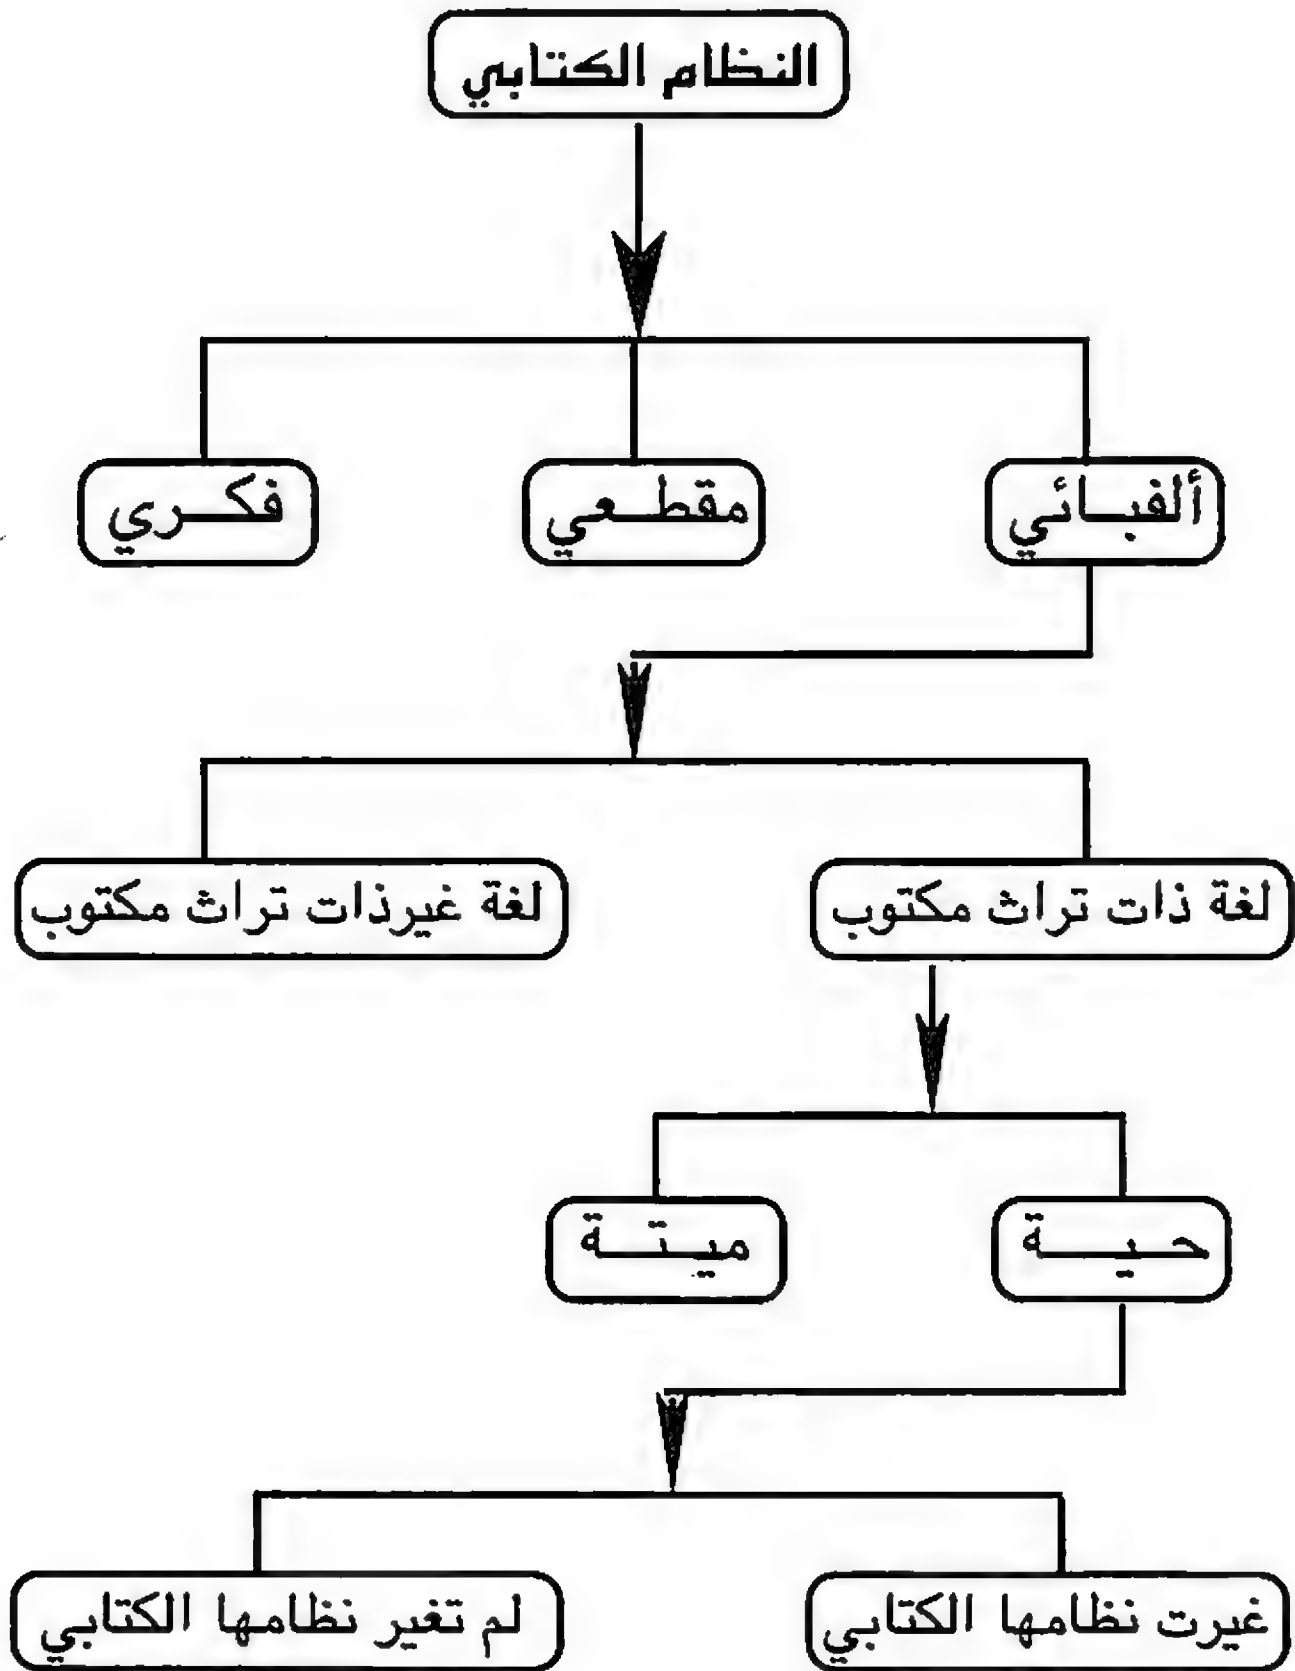 النظام الكتابي
ألفبائي
مقطعي
فكري
لغة ذات تراث مكتوب
لغة غيرذات تراث مكتوب
حية
ميتة
غيرت نظامها الكتابي
لم تغير نظامها الكتابي